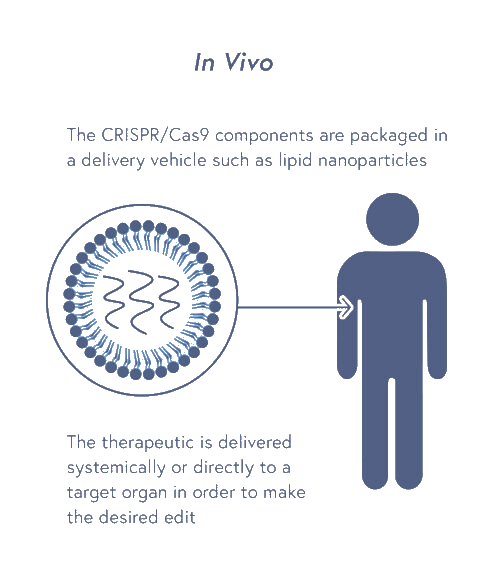 In Vivo
The CRISPR/Cas9 components are packaged in
a delivery vehicle such as lipid nanoparticles
The therapeutic is delivered
systemically or directly to a
target organ in order to make
the desired edit